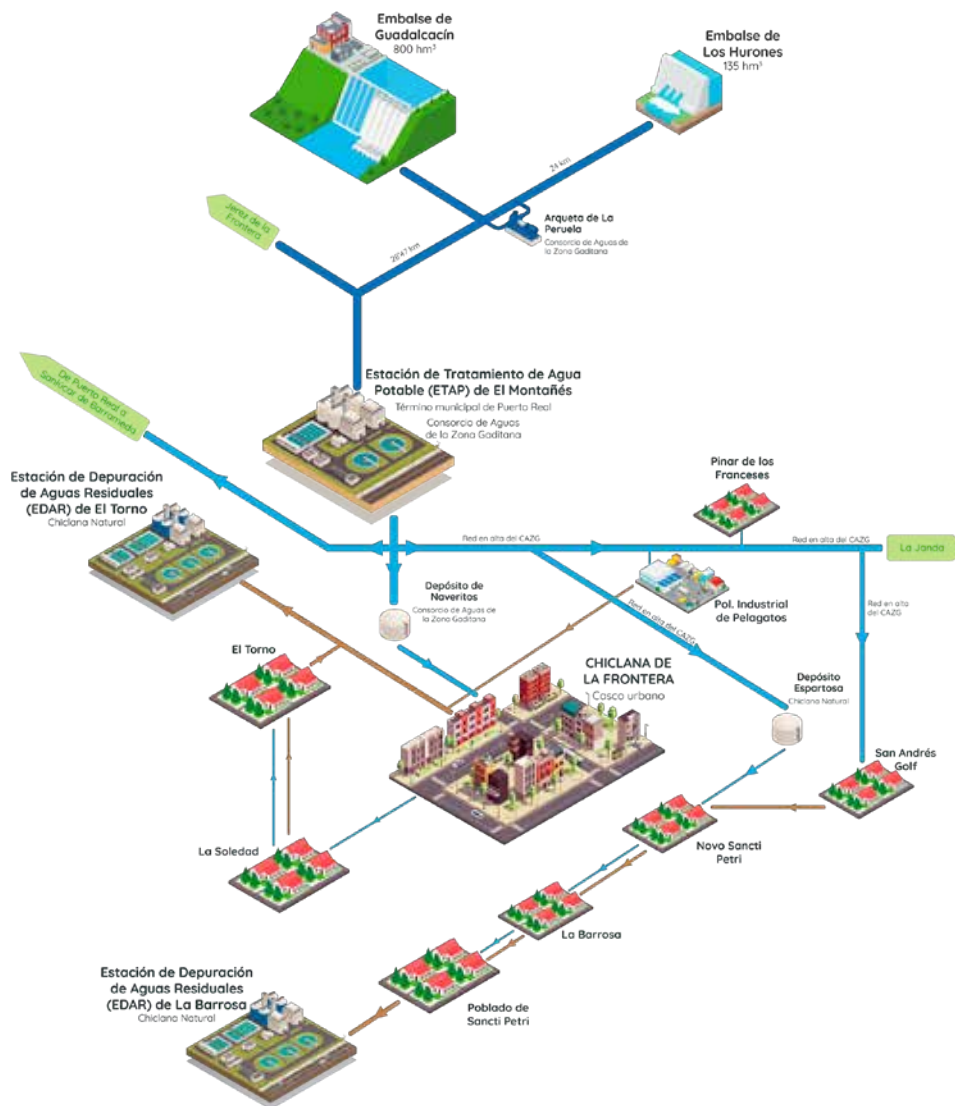 Embalse de
Guadalcacín
800 hm³
Embalse de
Los Hurones
135 hm³
24 km
Jerez de la
Frontera
Arqueta de La
Peruela
Consorcio de Aguas de
la Zona Gaditana
28'47 km
De Puerto Real a
Sanlúcar de Barrameda
Estación de Tratamiento de Agua
Potable (ETAP) de El Montañés
Término municipal de Puerto Real
Consorcio de Aguas
de la Zona Gaditana
Estación de Depuración
de Aguas Residuales
(EDAR) de El Torno
Chiclana Natural
Pinar de los
Franceses
Red en alta del CAZG
Red en alta del CAZG
La Janda
Depósito de
Naveritos
Consorcio de Aguas de
la Zona Gaditana
Pol. Industrial
de Pelagatos
Red en alta del CAZG
Red en alta
del CAZG
El Torno
CHICLANA DE
LA FRONTERA
Casco urbano
Depósito
Espartosa
Chiclana Natural
San Andrés
Golf
La Soledad
Novo Sancti
Petri
La Barrosa
Estación de Depuración
de Aguas Residuales
(EDAR) de La Barrosa
Chiclana Natural
Poblado de
Sancti Petri